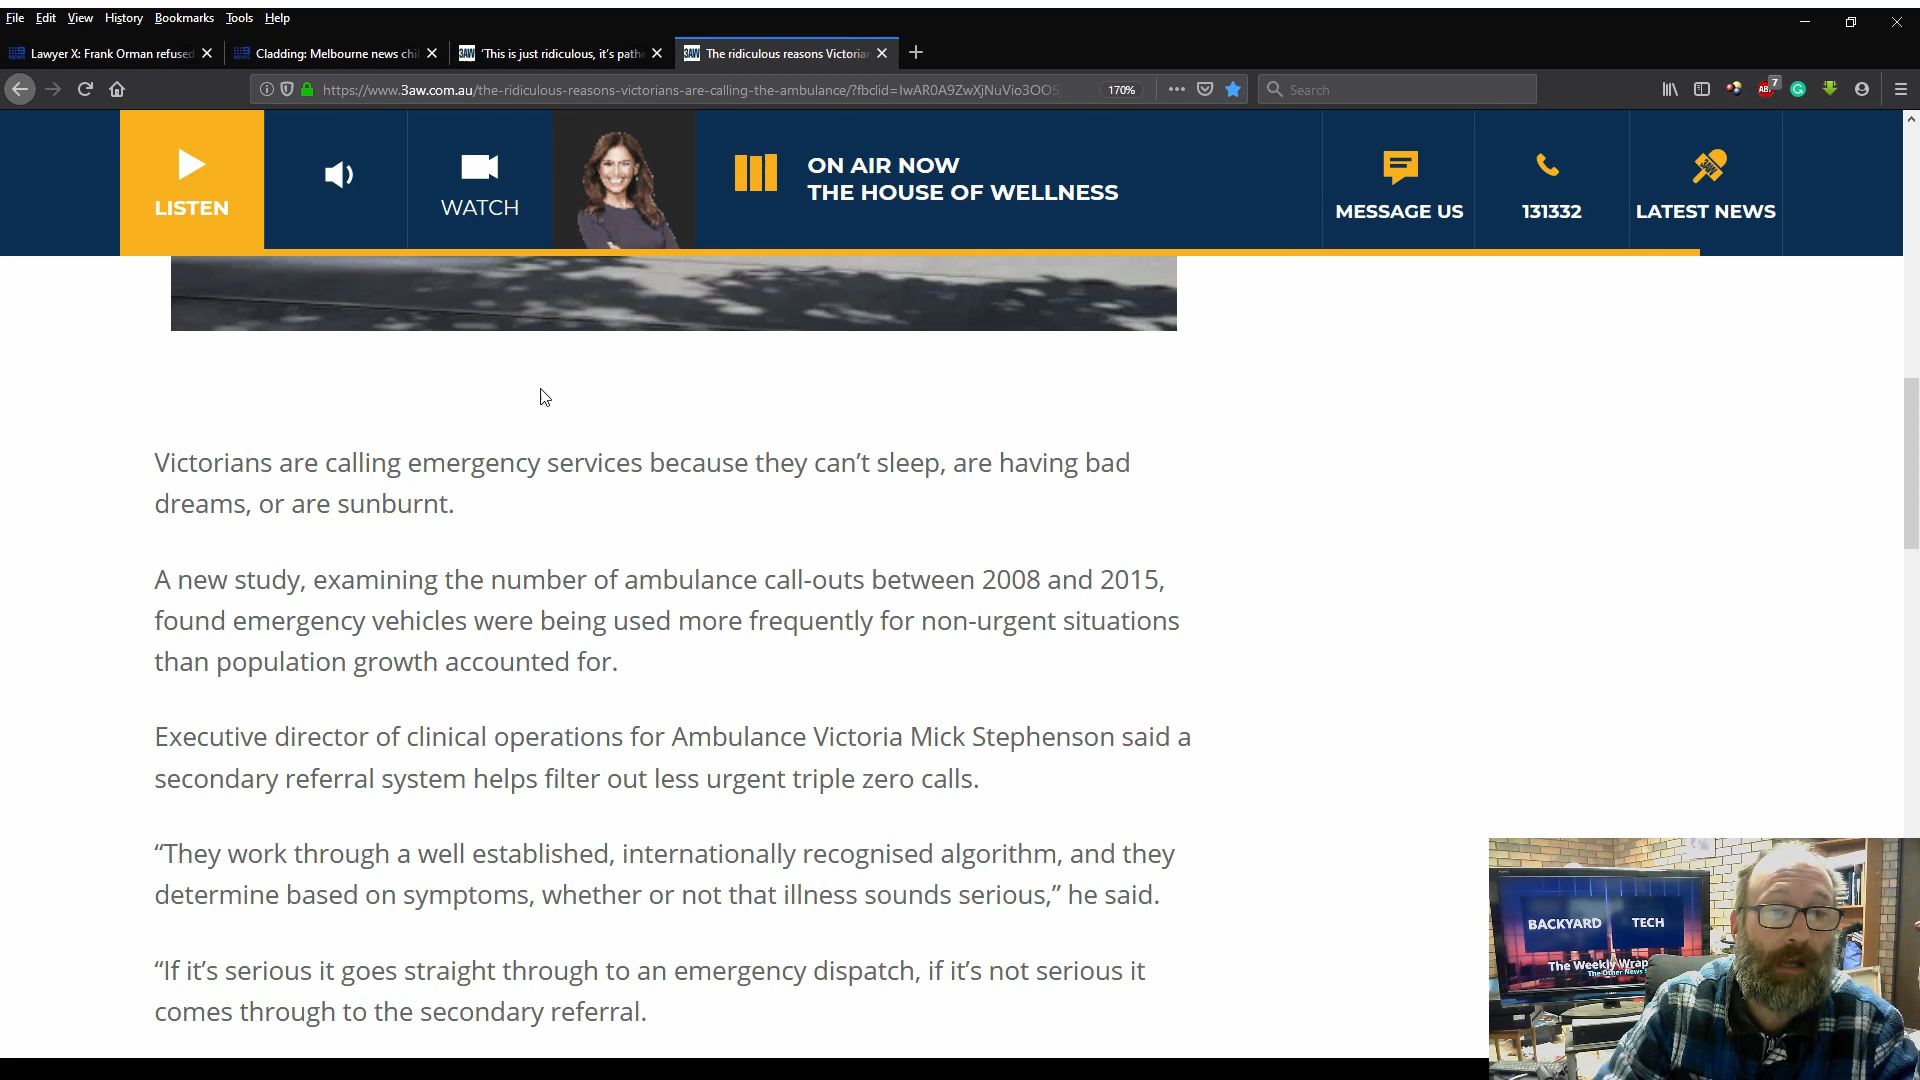 File Edit View History Bookmarks Tools Help
Lawyer X: Frank Orman refused
Cladding: Melbourne news chi
3AW 'This is just ridiculous, it's pathe
3AW The ridiculous reasons Victoria
https://www.3aw.com.au/the-ridiculous-reasons-victorians-are-calling-the-ambulance/?fbclid=IwAR0A9ZwXjNuVio3OO5
170%
Search
7
LISTEN
WATCH
ON AIR NOW
THE HOUSE OF WELLNESS
MESSAGE US
131332
LATEST NEWS
Victorians are calling emergency services because they can't sleep, are having bad
dreams, or are sunburnt.
A new study, examining the number of ambulance call-outs between 2008 and 2015,
found emergency vehicles were being used more frequently for non-urgent situations
than population growth accounted for.
Executive director of clinical operations for Ambulance Victoria Mick Stephenson said a
secondary referral system helps filter out less urgent triple zero calls.
“They work through a well established, internationally recognised algorithm, and they
determine based on symptoms, whether or not that illness sounds serious,” he said.
“If it’s serious it goes straight through to an emergency dispatch, if it’s not serious it
comes through to the secondary referral.
BACKYARD TECH
The Weekly Wrap
The Other News